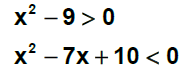 x² − 9 > 0
x² − 7x + 10 < 0